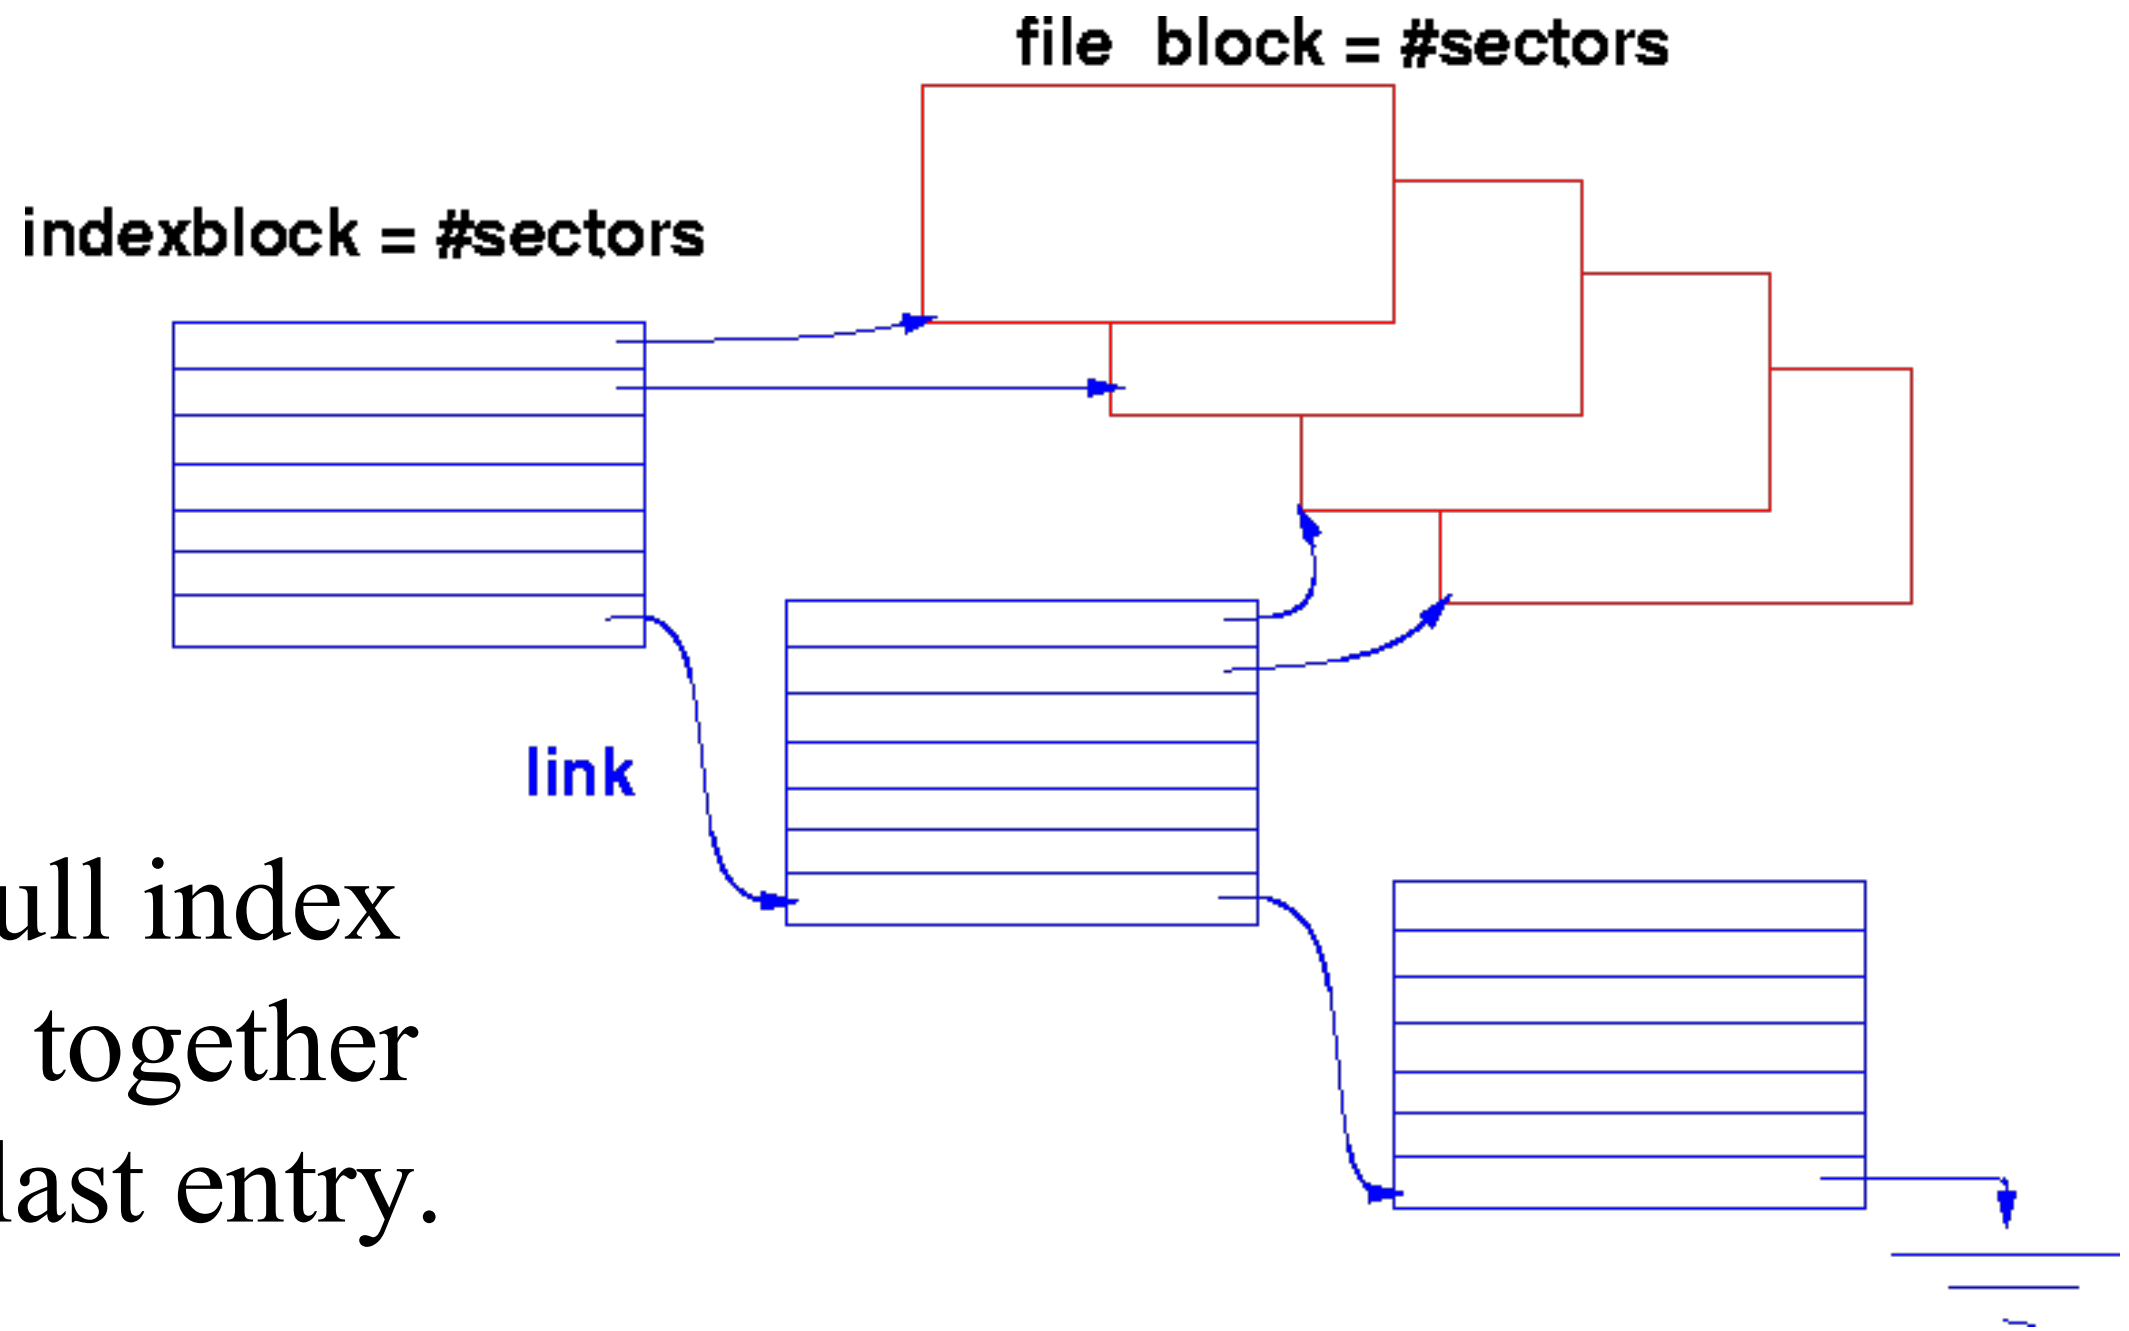 file block = #sectors
indexblock = #sectors
link
ull index
together
last entry.